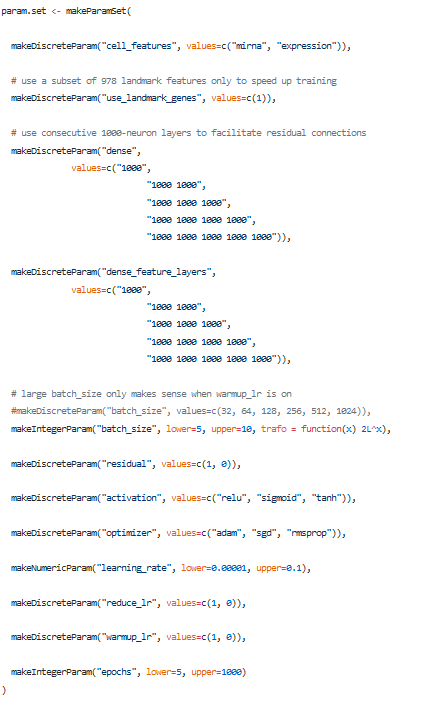 param.set <- makeParamSet(
makeDiscreteParam("cell_features", values=c("mirna", "expression")),
# use a subset of 978 landmark features only to speed up training
makeDiscreteParam("use_landmark_genes", values=c(1)),
# use consecutive 1000-neuron layers to facilitate residual connections
makeDiscreteParam("dense",
values=c("1000",
"1000 1000",
"1000 1000 1000",
"1000 1000 1000 1000",
"1000 1000 1000 1000 1000")),
makeDiscreteParam("dense_feature_layers",
values=c("1000",
"1000 1000",
"1000 1000 1000",
"1000 1000 1000 1000",
"1000 1000 1000 1000 1000")),
# large batch_size only makes sense when warmup_lr is on
#makeDiscreteParam("batch_size", values=c(32, 64, 128, 256, 512, 1024)),
makeIntegerParam("batch_size", lower=5, upper=10, trafo = function(x) 2L^x),
makeDiscreteParam("residual", values=c(1, 0)),
makeDiscreteParam("activation", values=c("relu", "sigmoid", "tanh")),
makeDiscreteParam("optimizer", values=c("adam", "sgd", "rmsprop")),
makeNumericParam("learning_rate", lower=0.00001, upper=0.1),
makeDiscreteParam("reduce_lr", values=c(1, 0)),
makeDiscreteParam("warmup_lr", values=c(1, 0)),
makeIntegerParam("epochs", lower=5, upper=1000)
)